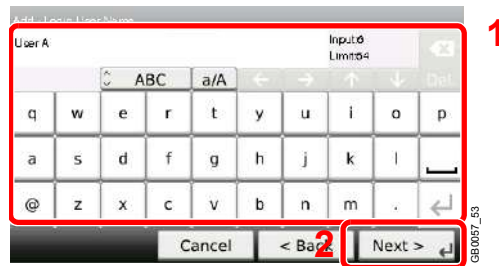 Add - Login User Name
User A
Input:6
Limit:64
ABC
a/A
Del.
q w e r t y u i o p
a s d f g h j k l
@ z x c v b n m .
Cancel
< Back
Next >
1
2
GB0057_53